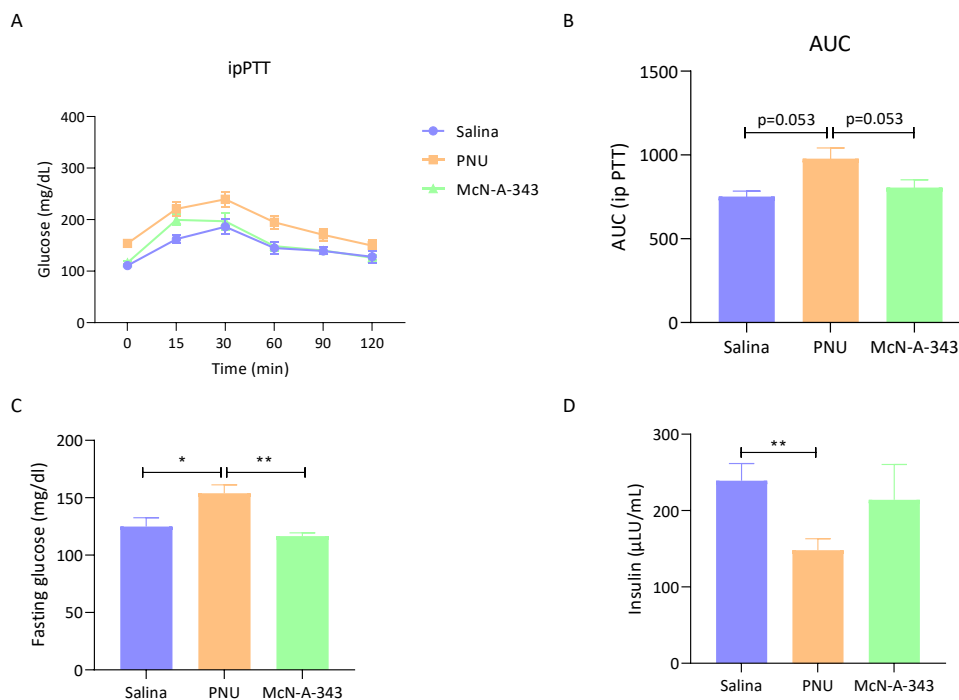 A
ipPTT
400
300
200
100
0
Glucose (mg/dL)
0 15 30 60 90 120
Time (min)
Salina
PNU
McN-A-343
B
AUC
1500
1000
500
0
AUC (ip PTT)
p=0.053 p=0.053
Salina PNU McN-A-343
C
200
150
100
50
0
Fasting glucose (mg/dl)
* **
Salina PNU McN-A-343
D
300
200
100
0
Insulin (µLU/mL)
**
Salina PNU McN-A-343